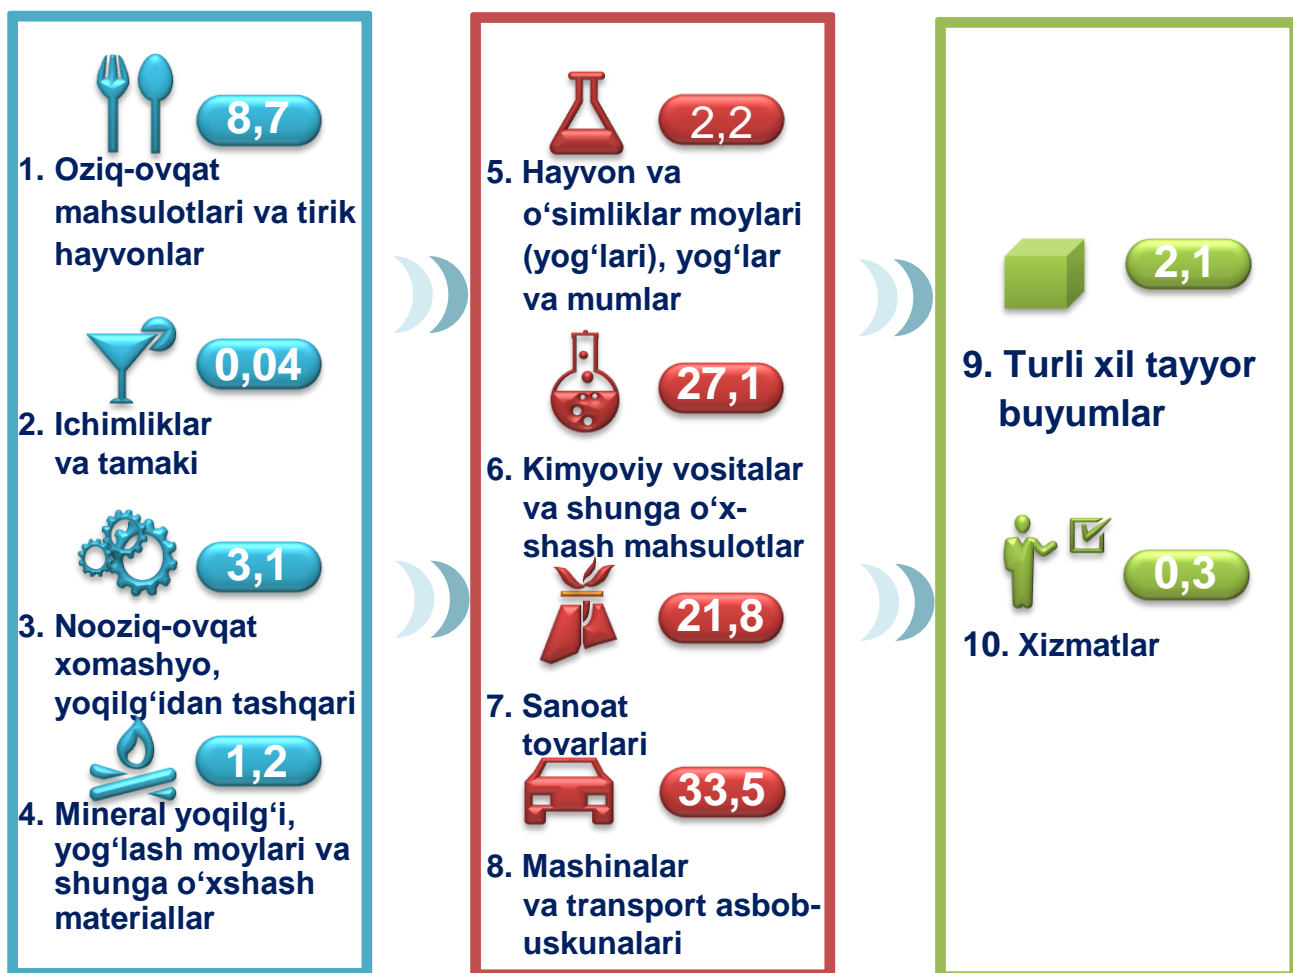 8,7
1. Oziq-ovqat
mahsulotlari va tirik
hayvonlar
0,04
2. Ichimliklar
va tamaki
3,1
3. Nooziq-ovqat
xomashyo,
yoqilg‘idan tashqari
1,2
4. Mineral yoqilg‘i,
yog‘lash moylari va
shunga o‘xshash
materiallar
2,2
5. Hayvon va
o‘simliklar moylari
(yog‘lari), yog‘lar
va mumlar
27,1
6. Kimyoviy vositalar
va shunga o‘x-
shash mahsulotlar
21,8
7. Sanoat
tovarlari
33,5
8. Mashinalar
va transport asbob-
uskunalari
2,1
9. Turli xil tayyor
buyumlar
0,3
10. Xizmatlar